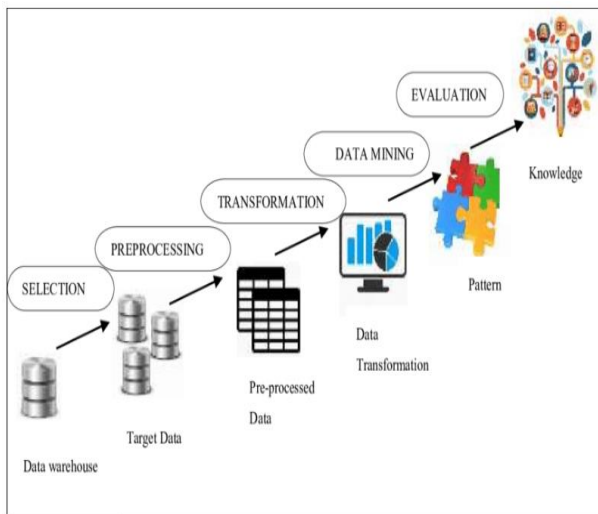 EVALUATION
DATA MINING
Knowledge
TRANSFORMATION
PREPROCESSING
Pattern
SELECTION
Data
Transformation
Pre-processed
Data
Target Data
Data warehouse